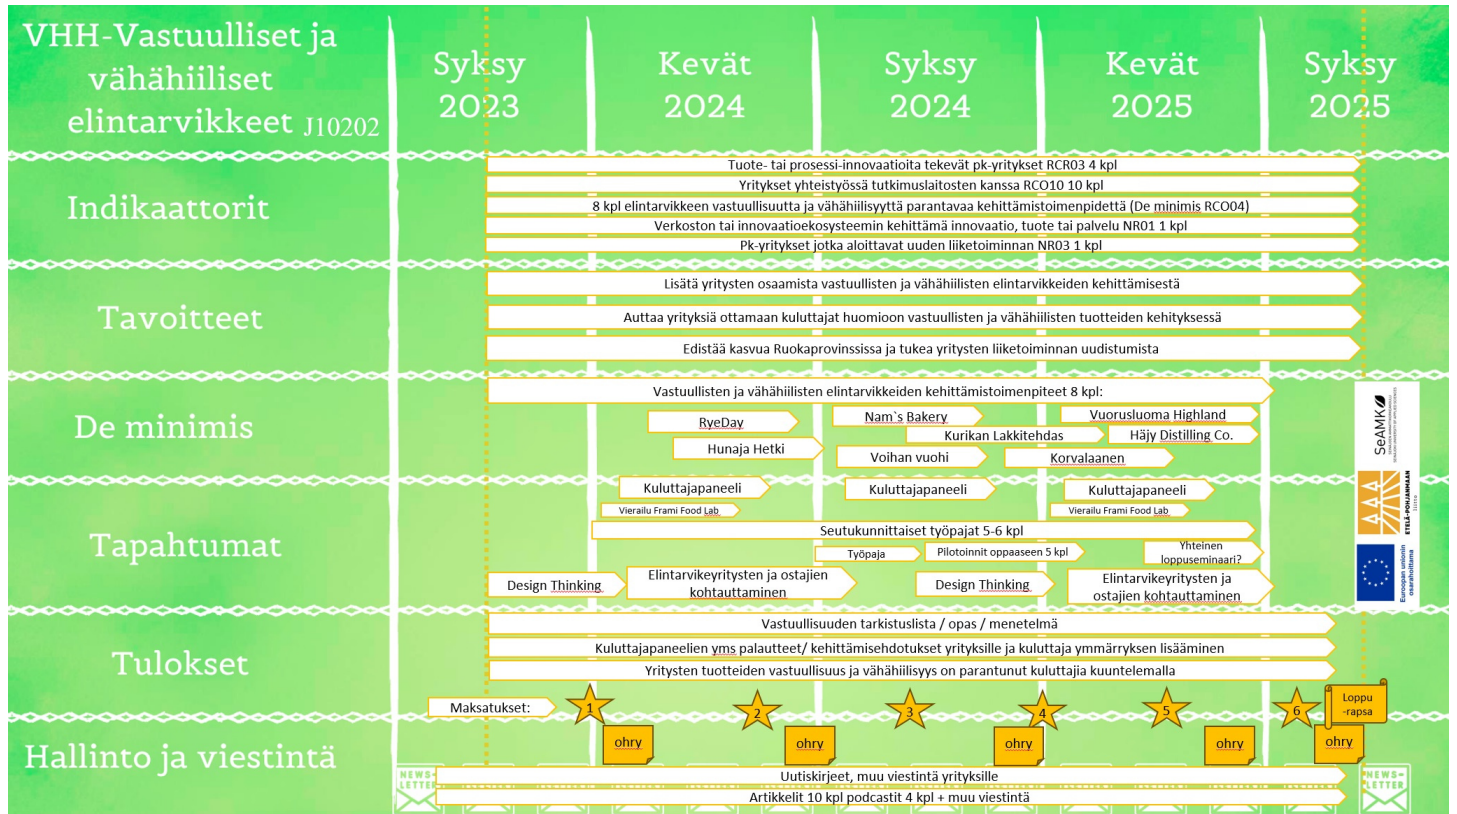 VHH-Vastuulliset ja
vähähiiliset
elintarvikkeet J10202
Syksy
2023
Kevät
2024
Syksy
2024
Kevät
2025
Syksy
2025
Indikaattorit
Tuote- tai prosessi-innovaatioita tekevät pk-yritykset RCR03 4 kpl
Yritykset yhteistyössä tutkimuslaitosten kanssa RCO10 10 kpl
8 kpl elintarvikkeen vastuullisuutta ja vähähiilisyyttä parantavaa kehittämistoimenpidettä (De minimis RCO04)
Verkoston tai innovaatioekosysteemin kehittämä innovaatio, tuote tai palvelu NR01 1 kpl
Pk-yritykset jotka aloittavat uuden liiketoiminnan NR03 1 kpl
Tavoitteet
Lisätä yritysten osaamista vastuullisten ja vähähiilisten elintarvikkeiden kehittämisestä
Auttaa yrityksiä ottamaan kuluttajat huomioon vastuullisten ja vähähiilisten tuotteiden kehityksessä
Edistää kasvua Ruokaprovinssissa ja tukea yritysten liiketoiminnan uudistumista
De minimis
Vastuullisten ja vähähiilisten elintarvikkeiden kehittämistoimenpiteet 8 kpl:
RyeDay
Nam`s Bakery
Vuorusluoma Highland
Kurikan Lakkitehdas
Häjy Distilling Co.
Hunaja Hetki
Voihan vuohi
Korvalaanen
Tapahtumat
Kuluttajapaneeli
Kuluttajapaneeli
Kuluttajapaneeli
Vierailu Frami Food Lab
Vierailu Frami Food Lab
Seutukunnittaiset työpajat 5-6 kpl
Työpaja
Pilotoinnit oppaaseen 5 kpl
Yhteinen
loppuseminaari?
Design Thinking
Elintarvikeyritysten ja ostajien
kohtauttaminen
Design Thinking
Elintarvikeyritysten ja
ostajien kohtauttaminen
SeAMK
ETELÄ-POHJANMAAN
liitto
Euroopan unionin
osarahoittama
Tulokset
Vastuullisuuden tarkistuslista / opas / menetelmä
Kuluttajapaneelien yms palautteet/ kehittämisehdotukset yrityksille ja kuluttaja ymmärryksen lisääminen
Yritysten tuotteiden vastuullisuus ja vähähiilisyys on parantunut kuluttajia kuuntelemalla
Maksatukset:
1
2
3
4
5
6
Loppu
-rapsa
Hallinto ja viestintä
ohry
ohry
ohry
ohry
ohry
NEWS-
LETTER
Uutiskirjeet, muu viestintä yrityksille
Artikkelit 10 kpl podcastit 4 kpl + muu viestintä
NEWS-
LETTER